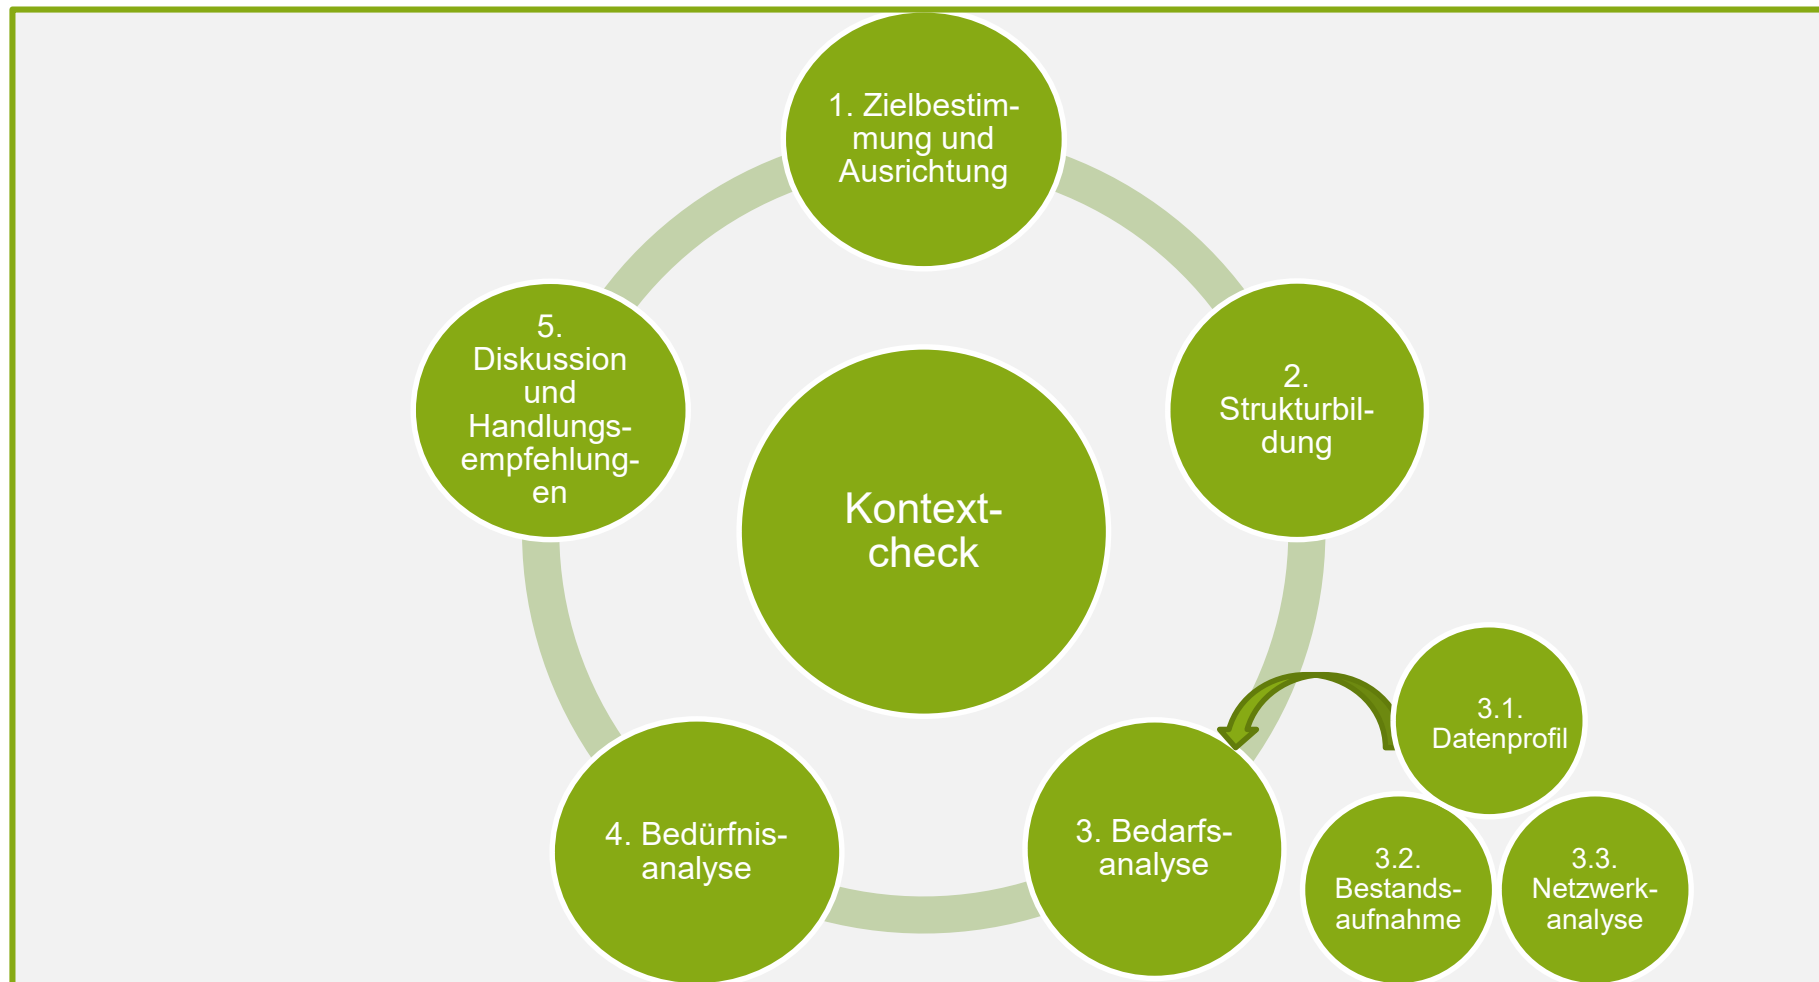 1. Zielbestim-
mung und
Ausrichtung
2.
Strukturbil-
dung
3. Bedarfs-
analyse
3.1.
Datenprofil
3.2.
Bestands-
aufnahme
3.3.
Netzwerk-
analyse
4. Bedürfnis-
analyse
5.
Diskussion
und
Handlungs-
empfehlung-
en
Kontext-
check